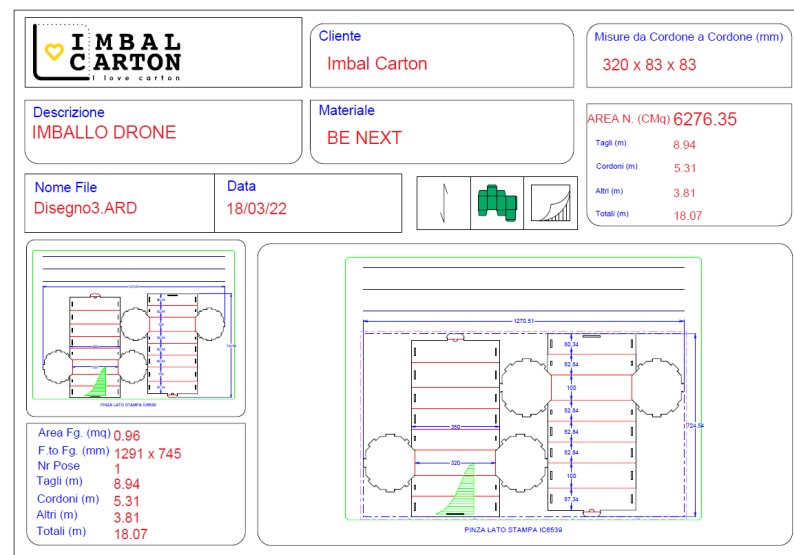 IMBAL
CARTON
I love carton
Cliente
Imbal Carton
Misure da Cordone a Cordone (mm)
320 x 83 x 83
Descrizione
IMBALLO DRONE
Materiale
BE NEXT
AREA N. (CMq) 6276.35
Tagli (m) 8.94
Cordoni (m) 5.31
Altri (m) 3.81
Totali (m) 18.07
Nome File
Disegno3.ARD
Data
18/03/22
PINZA LATO STAMPA IC6539
Area Fg. (mq) 0.96
F.to Fg. (mm) 1291 x 745
Nr Pose 1
Tagli (m) 8.94
Cordoni (m) 5.31
Altri (m) 3.81
Totali (m) 18.07
1270.51
80.34
82.84
100
82.84
82.84
82.84
100
87.34
350
320
724.84
PINZA LATO STAMPA IC6539